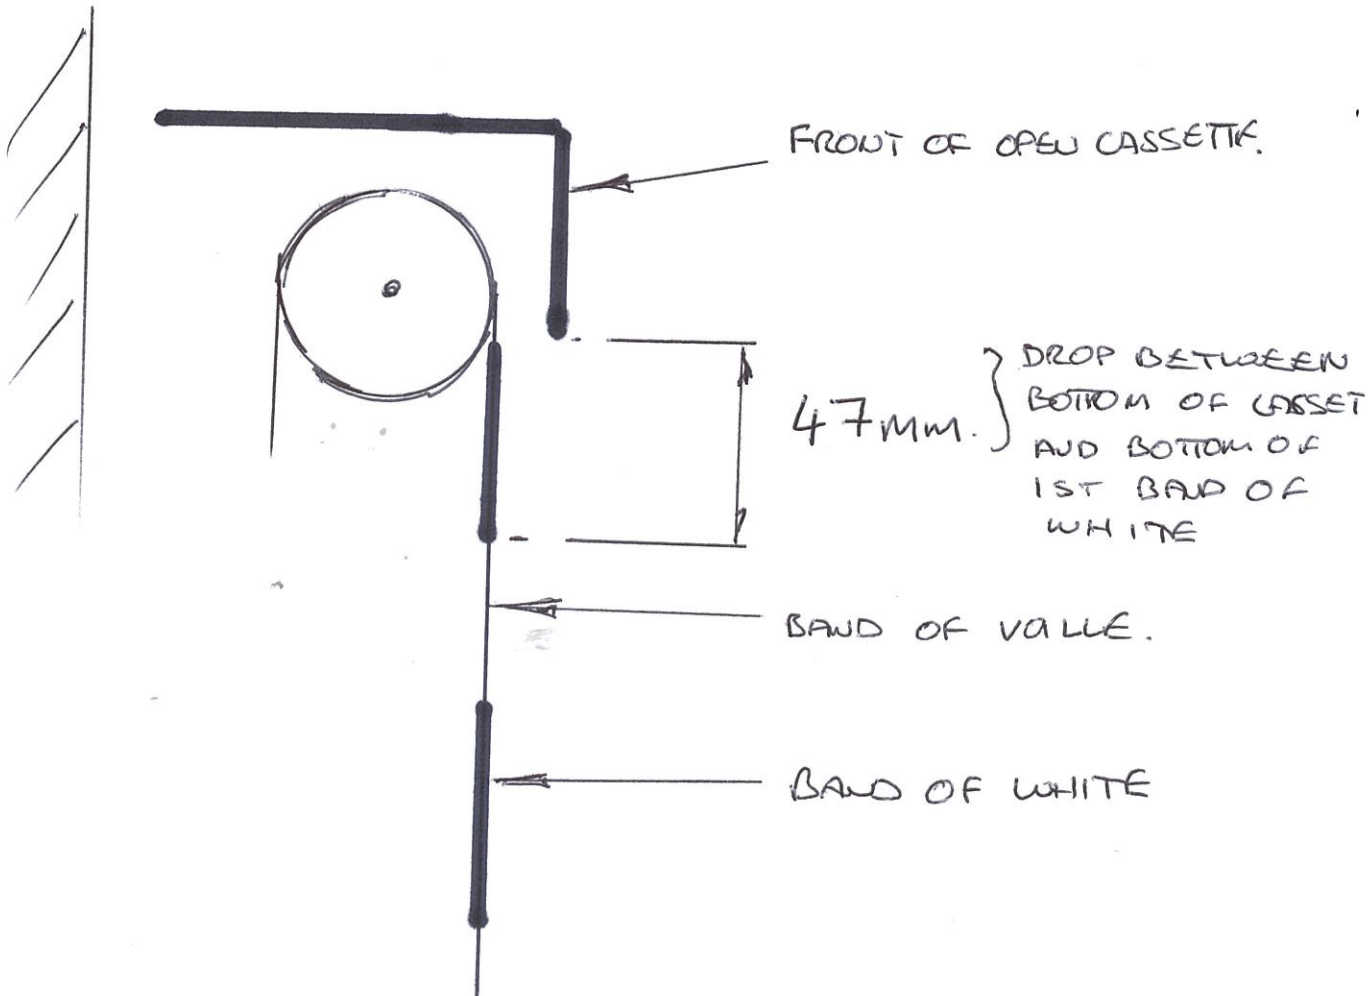 FRONT OF OPEN CASSETTE.
47mm.
DROP BETWEEN
BOTTOM OF CASSET
AND BOTTOM OF
1ST BAND OF
WHITE
BAND OF VOLLE.
BAND OF WHITE